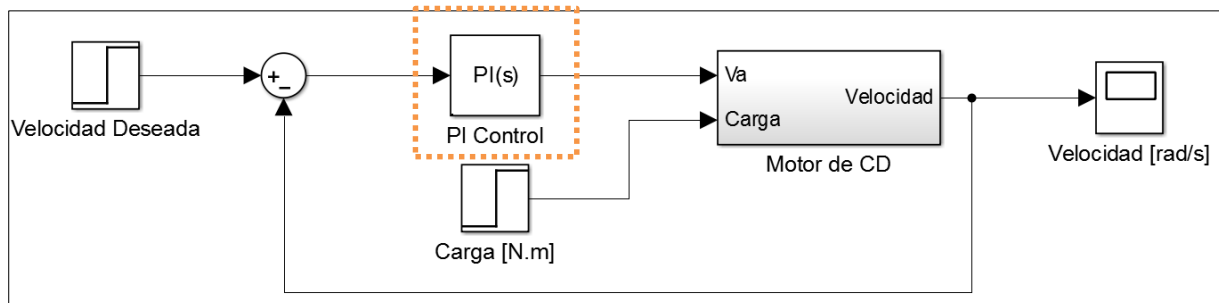 +
−
PI(s)
Va
Velocidad
Carga
Velocidad Deseada
PI Control
Motor de CD
Velocidad [rad/s]
Carga [N.m]